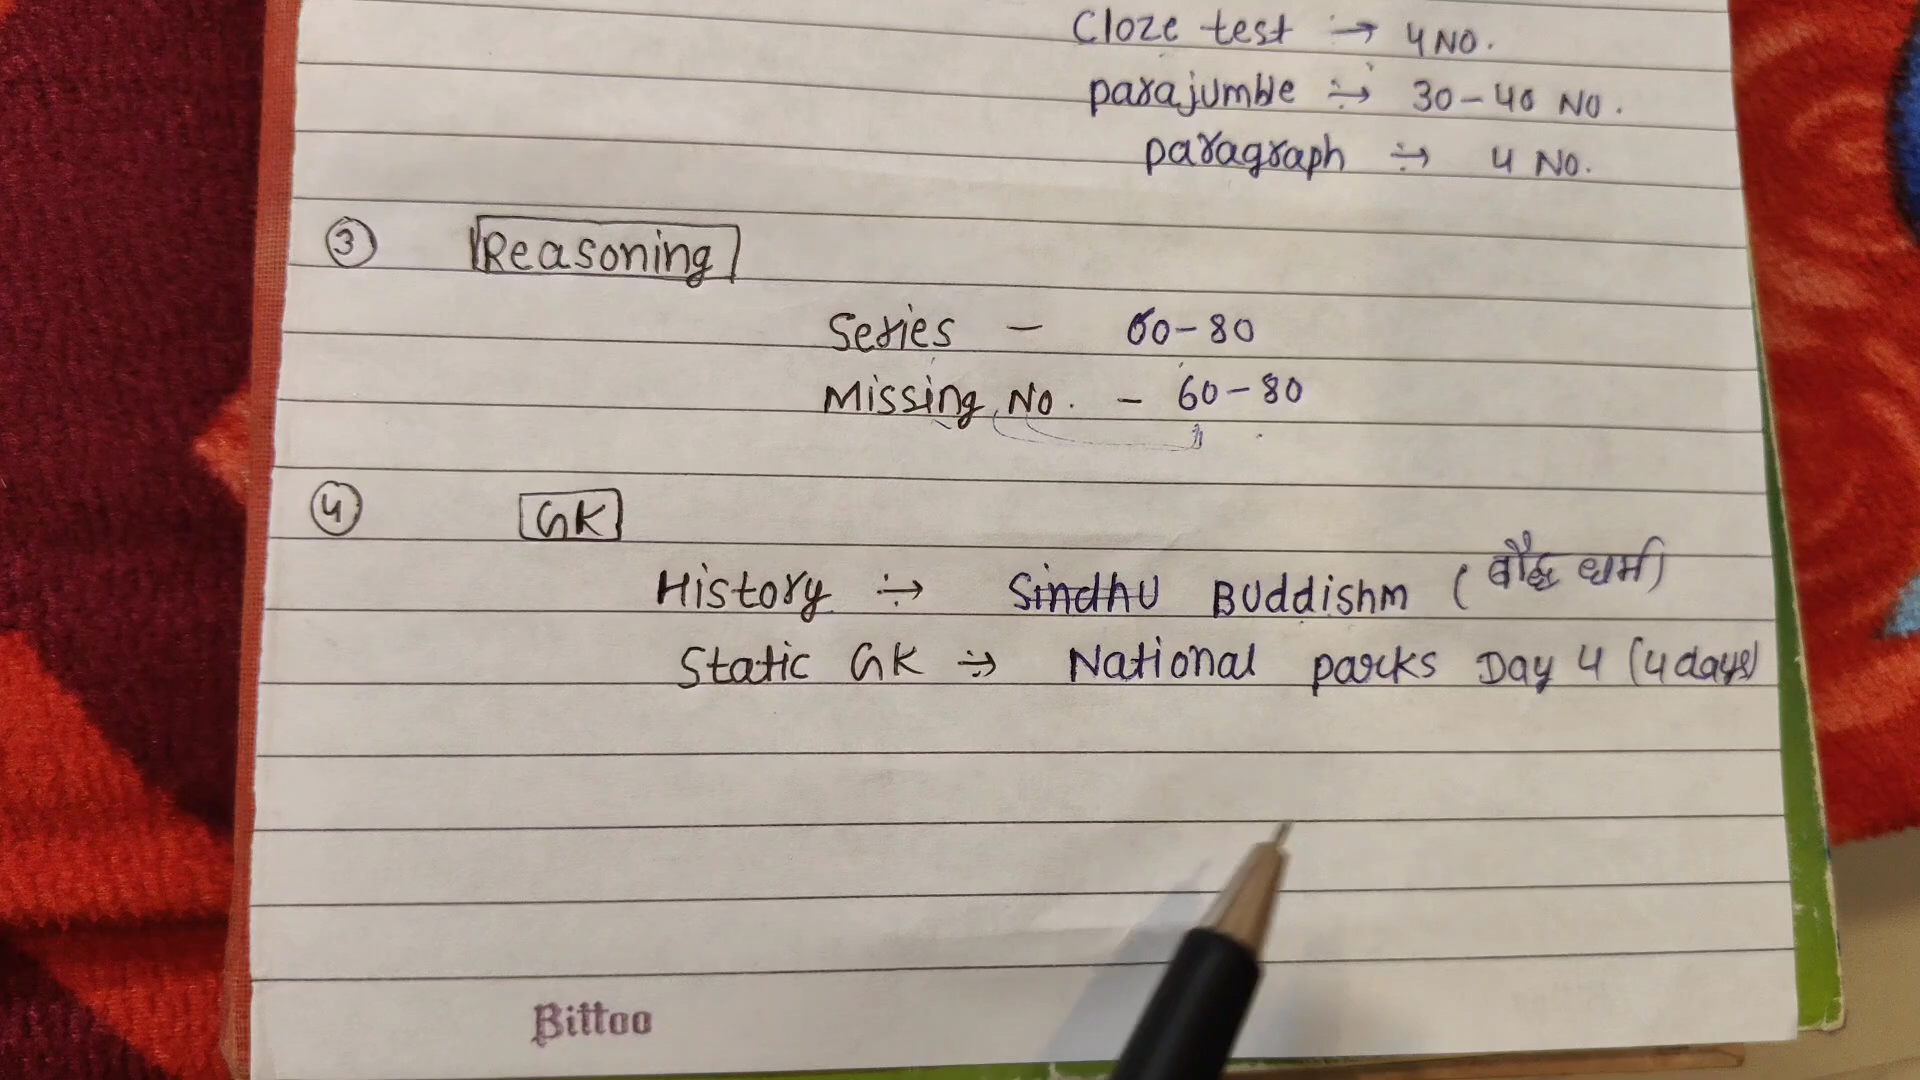 Cloze test → 4 NO.
parajumble → 30-40 NO.
paragraph → 4 NO.
③ Reasoning
Series - 60-80
Missing No. - 60-80
④ GK
History → Sindhu Buddishm (बौद्ध धर्म)
Static GK → National parks Day 4 (4 days)
Bittoo